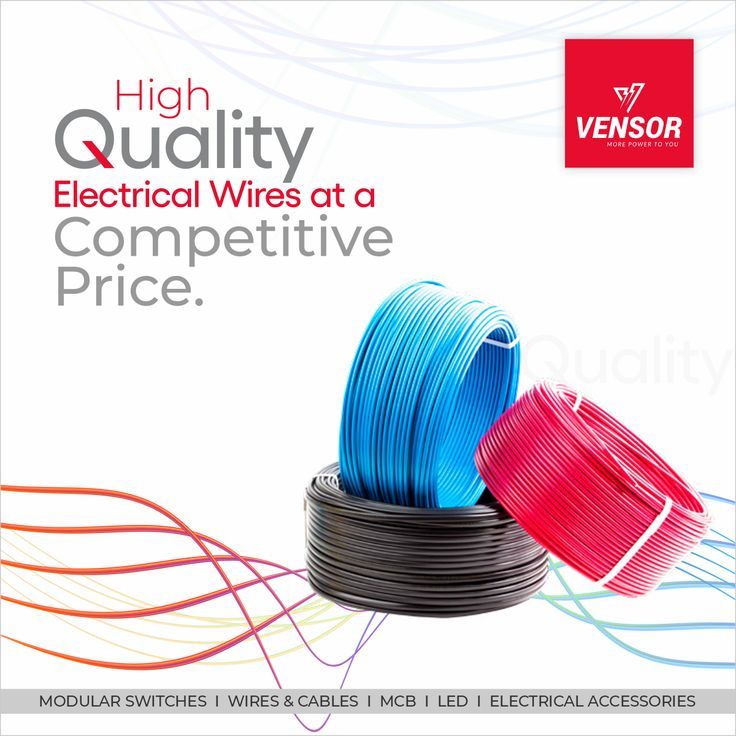 High
Quality
Electrical Wires at a
Competitive
Price.
VENSOR
MORE POWER TO YOU
Quality
MODULAR SWITCHES I WIRES & CABLES I MCB I LED I ELECTRICAL ACCESSORIES